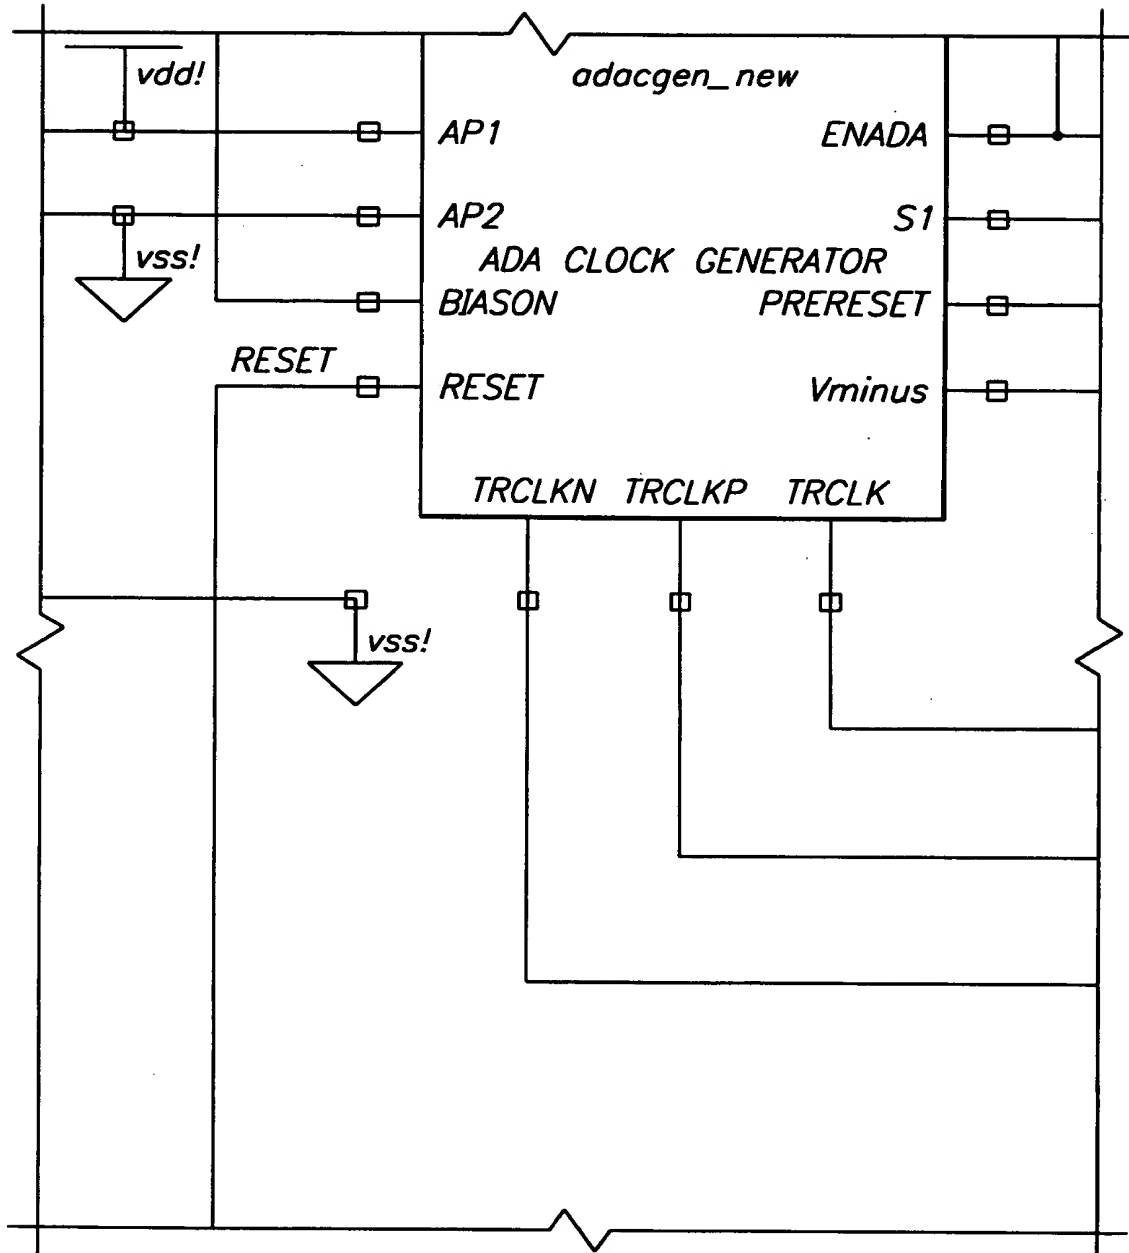 adacgen_new
vdd!
AP1
ENADA
AP2
S1
vss!
ADA CLOCK GENERATOR
BIASON
PRERESET
RESET
RESET
Vminus
TRCLKN TRCLKP TRCLK
vss!